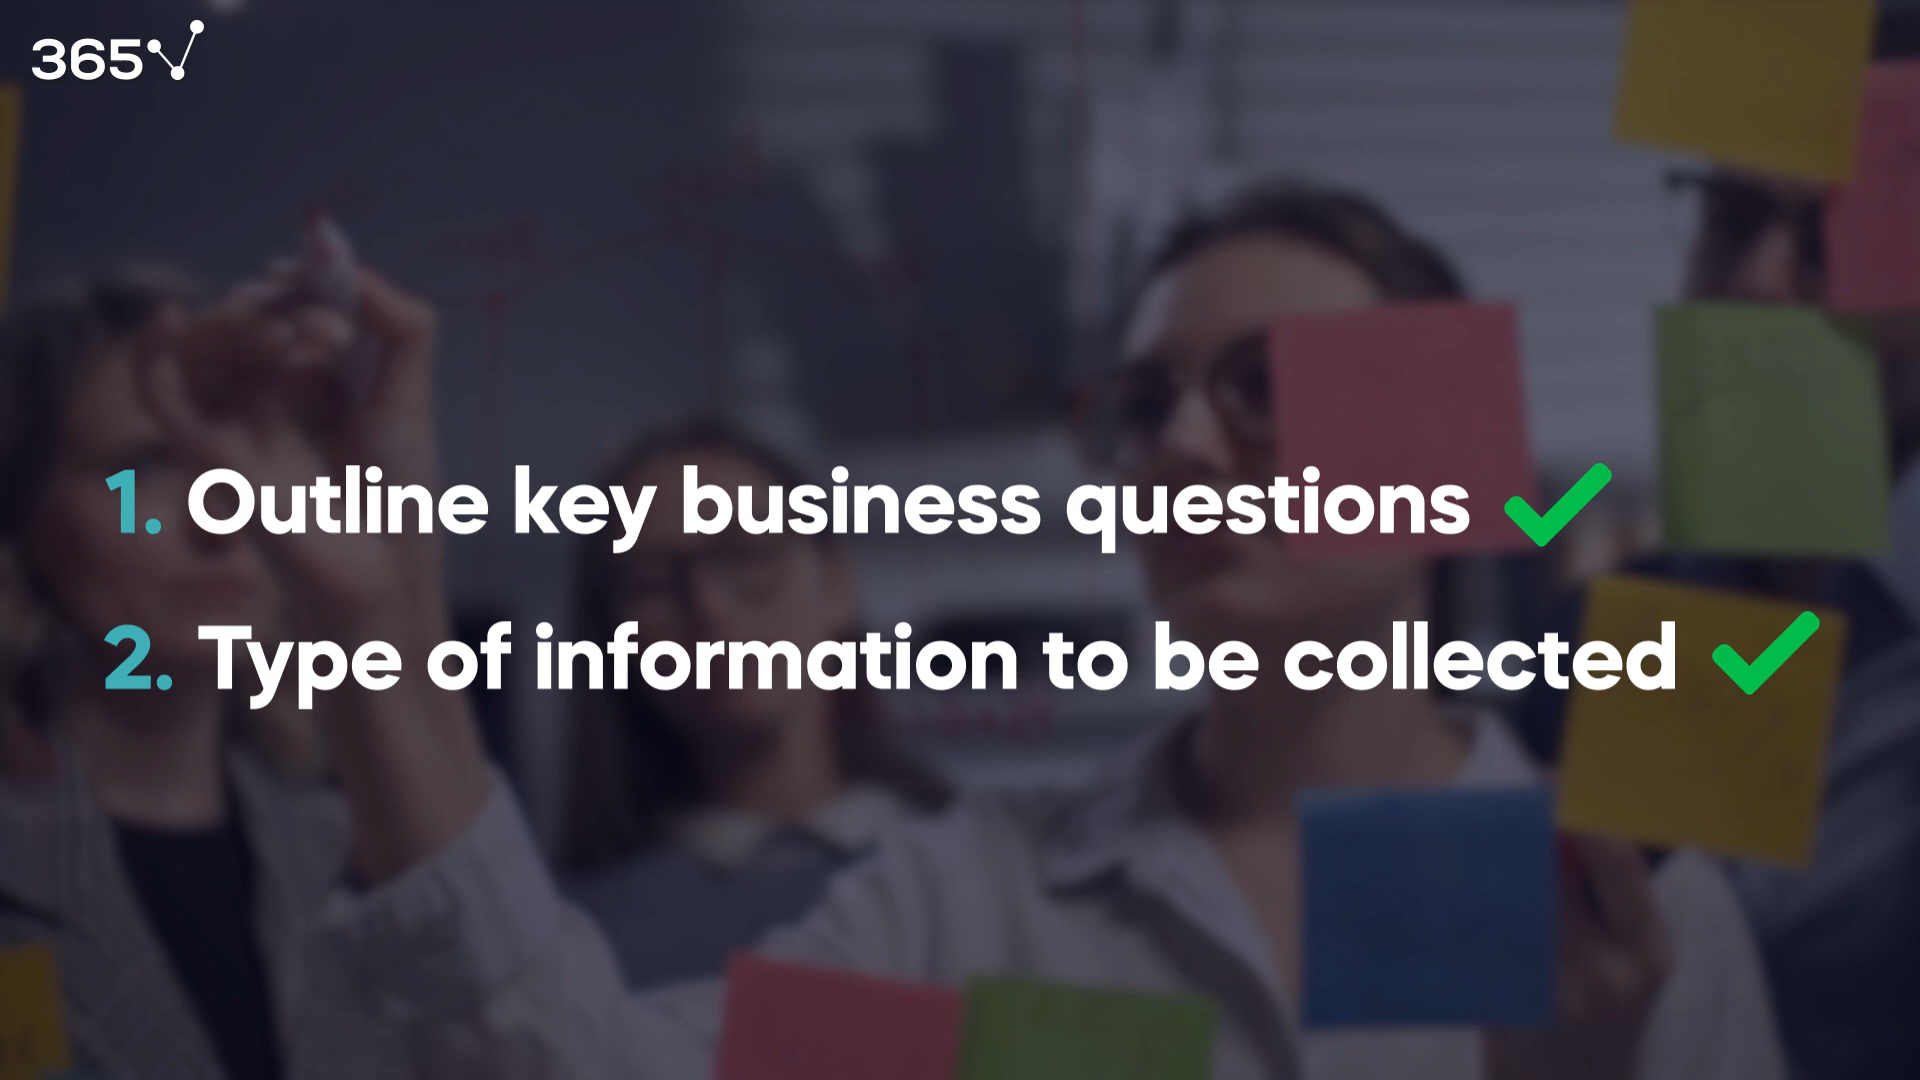 365
1. Outline key business questions
2. Type of information to be collected